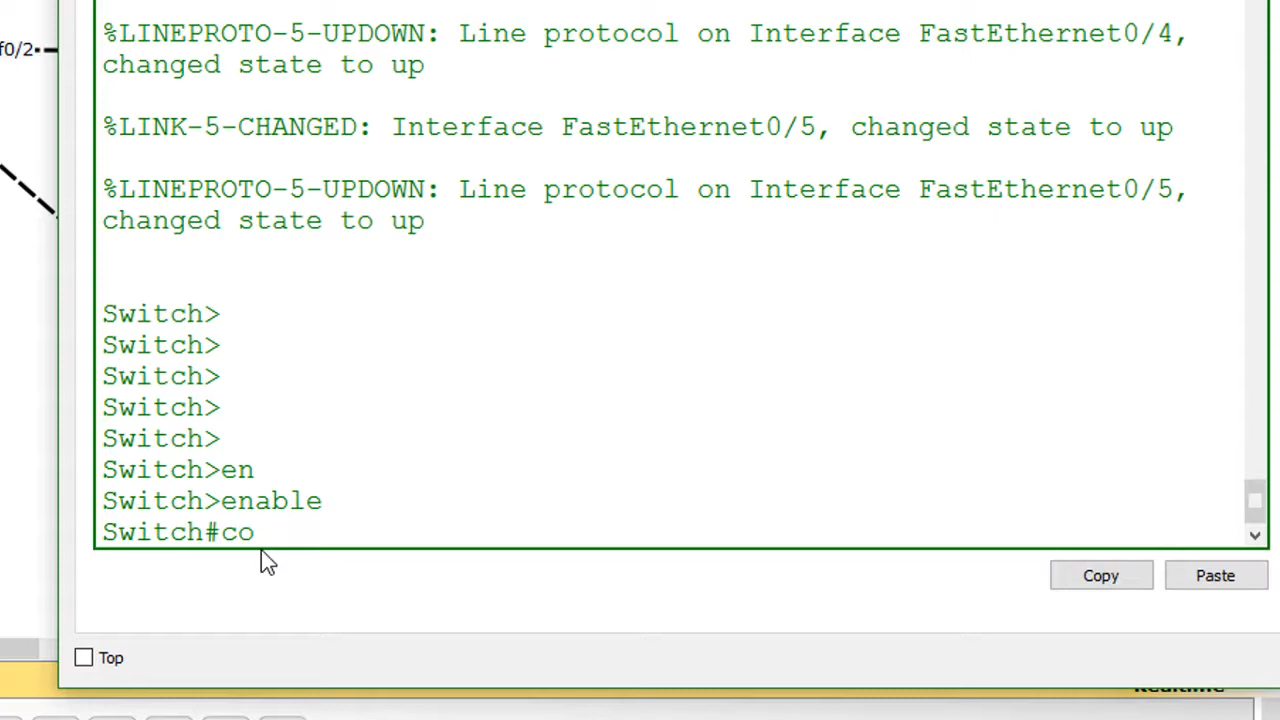 %LINEPROTO-5-UPDOWN: Line protocol on Interface FastEthernet0/4,
f0/2
changed state to up
%LINK-5-CHANGED: Interface FastEthernet0/5, changed state to up
%LINEPROTO-5-UPDOWN: Line protocol on Interface FastEthernet0/5,
changed state to up
Switch>
Switch>
Switch>
Switch>
Switch>
Switch>en
Switch>enable
Switch#co
Copy
Paste
Top
Realtime